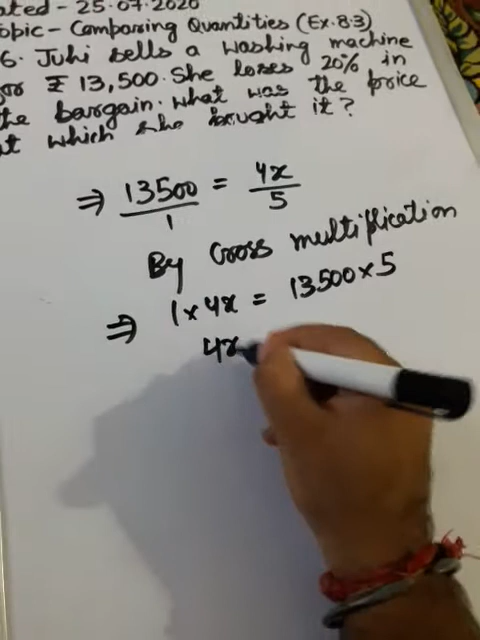 ated - 25.07.2020
opic - Comparing Quantities (Ex.8.3)
6. Juhi sells a washing machine
for ₹ 13,500. She loses 20% in
the bargain. What was the price
at which she bought it?
⇒ 13500/1 = 4x/5
By Cross multiplication
⇒ 1 × 4x = 13500 × 5
4x